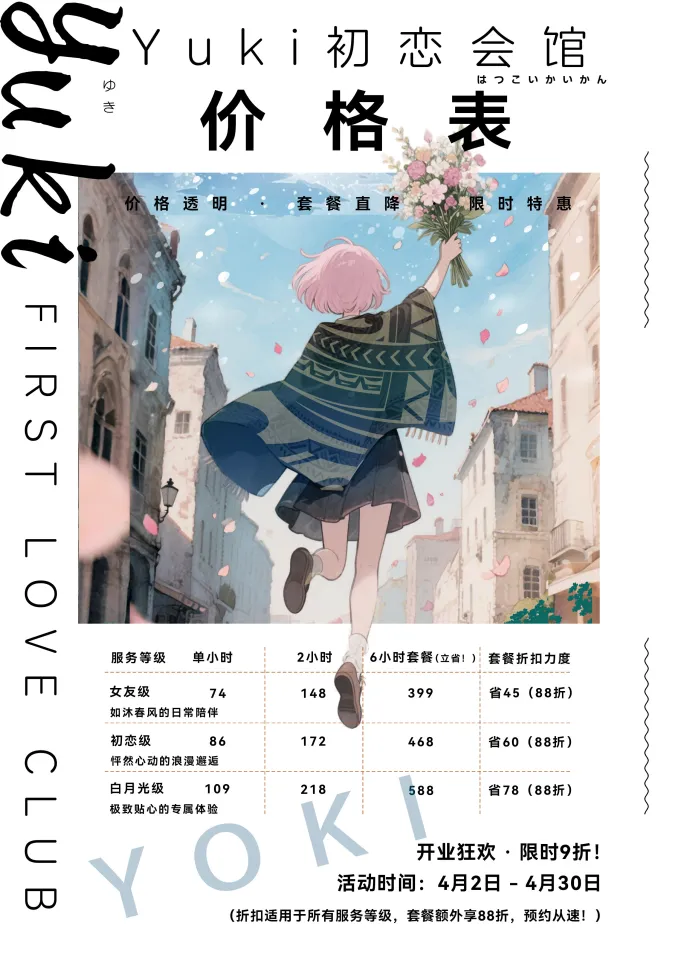 yuki
ゆき
Yuki初恋会馆
はつこいかいかん
价格表
价格透明 · 套餐直降 限时特惠
FIRST LOVE CLUB
服务等级 单小时 2小时 6小时套餐(立省!) 套餐折扣力度
女友级 74 148 399 省45（88折）
如沐春风的日常陪伴
初恋级 86 172 468 省60（88折）
怦然心动的浪漫邂逅
白月光级 109 218 588 省78（88折）
极致贴心的专属体验
YOKI
开业狂欢 · 限时9折！
活动时间：4月2日 - 4月30日
（折扣适用于所有服务等级，套餐额外享88折，预约从速！）